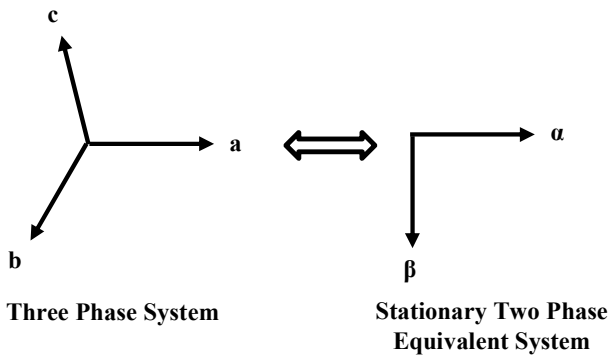 c
a
α
b
β
Three Phase System
Stationary Two Phase
Equivalent System